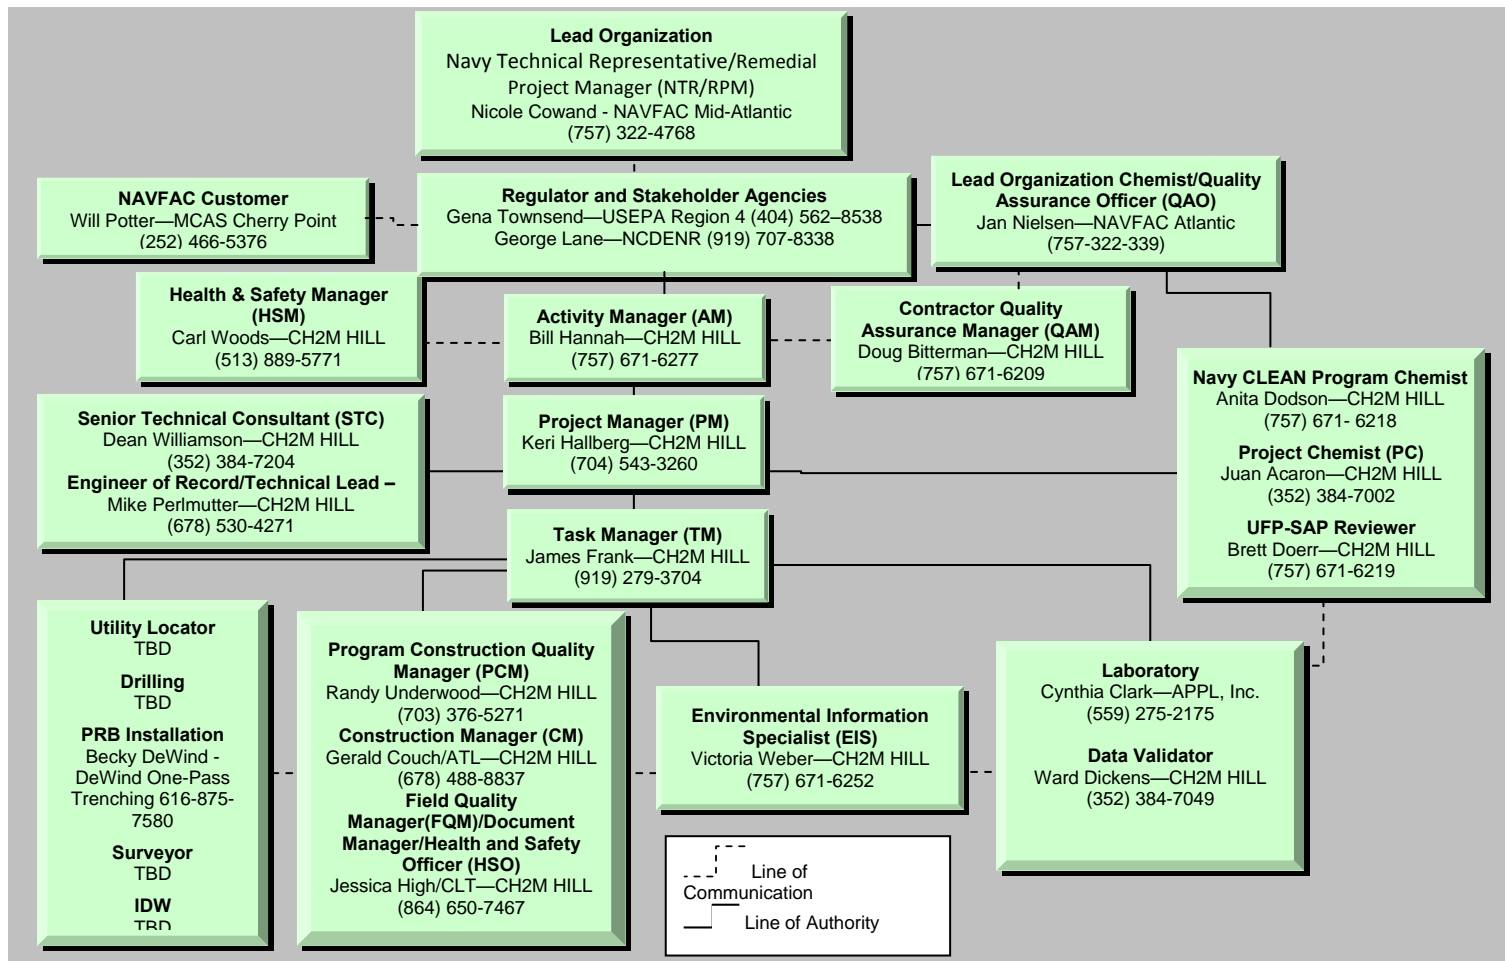 Lead Organization
Navy Technical Representative/Remedial
Project Manager (NTR/RPM)
Nicole Cowand - NAVFAC Mid-Atlantic
(757) 322-4768
NAVFAC Customer
Will Potter—MCAS Cherry Point
(252) 466-5376
Regulator and Stakeholder Agencies
Gena Townsend—USEPA Region 4 (404) 562–8538
George Lane—NCDENR (919) 707-8338
Lead Organization Chemist/Quality
Assurance Officer (QAO)
Jan Nielsen—NAVFAC Atlantic
(757-322-339)
Health & Safety Manager
(HSM)
Carl Woods—CH2M HILL
(513) 889-5771
Activity Manager (AM)
Bill Hannah—CH2M HILL
(757) 671-6277
Contractor Quality
Assurance Manager (QAM)
Doug Bitterman—CH2M HILL
(757) 671-6209
Navy CLEAN Program Chemist
Anita Dodson—CH2M HILL
(757) 671- 6218
Project Chemist (PC)
Juan Acaron—CH2M HILL
(352) 384-7002
UFP-SAP Reviewer
Brett Doerr—CH2M HILL
(757) 671-6219
Senior Technical Consultant (STC)
Dean Williamson—CH2M HILL
(352) 384-7204
Engineer of Record/Technical Lead –
Mike Perlmutter—CH2M HILL
(678) 530-4271
Project Manager (PM)
Keri Hallberg—CH2M HILL
(704) 543-3260
Task Manager (TM)
James Frank—CH2M HILL
(919) 279-3704
Utility Locator
TBD
Drilling
TBD
PRB Installation
Becky DeWind -
DeWind One-Pass
Trenching 616-875-
7580
Surveyor
TBD
IDW
TBD
Program Construction Quality
Manager (PCM)
Randy Underwood—CH2M HILL
(703) 376-5271
Construction Manager (CM)
Gerald Couch/ATL—CH2M HILL
(678) 488-8837
Field Quality
Manager(FQM)/Document
Manager/Health and Safety
Officer (HSO)
Jessica High/CLT—CH2M HILL
(864) 650-7467
Environmental Information
Specialist (EIS)
Victoria Weber—CH2M HILL
(757) 671-6252
Laboratory
Cynthia Clark—APPL, Inc.
(559) 275-2175
Data Validator
Ward Dickens—CH2M HILL
(352) 384-7049
Line of
Communication
Line of Authority